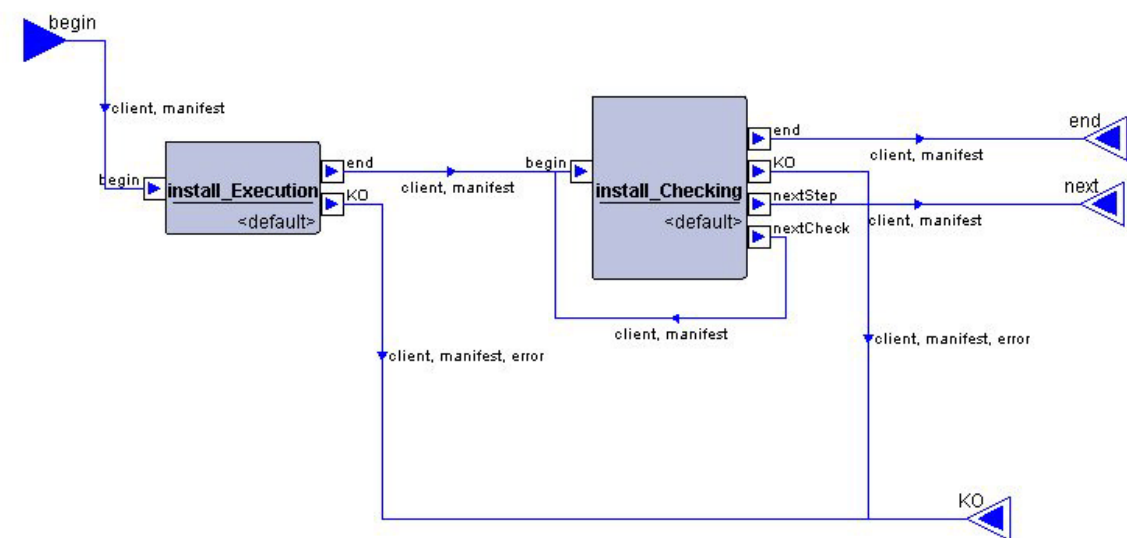 begin
client, manifest
begin
install_Execution
<default>
end
KO
client, manifest
client, manifest, error
begin
install_Checking
<default>
end
KO
nextStep
nextCheck
client, manifest
client, manifest
client, manifest
client, manifest, error
end
next
KO